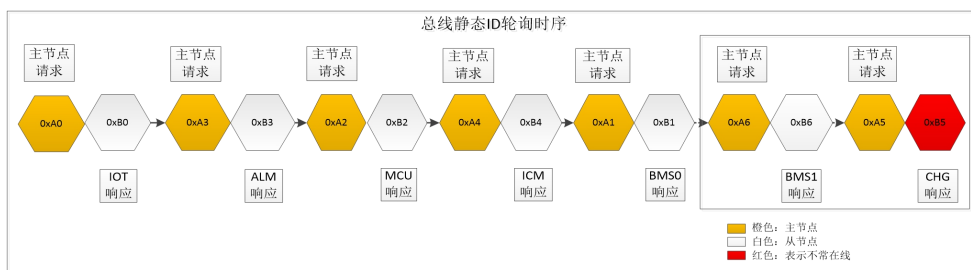 总线静态ID轮询时序
主节点
请求
主节点
请求
主节点
请求
主节点
请求
主节点
请求
主节点
请求
主节点
请求
0xA0
0xB0
0xA3
0xB3
0xA2
0xB2
0xA4
0xB4
0xA1
0xB1
0xA6
0xB6
0xA5
0xB5
IOT
响应
ALM
响应
MCU
响应
ICM
响应
BMS0
响应
BMS1
响应
CHG
响应
橙色：主节点
白色：从节点
红色：表示不常在线